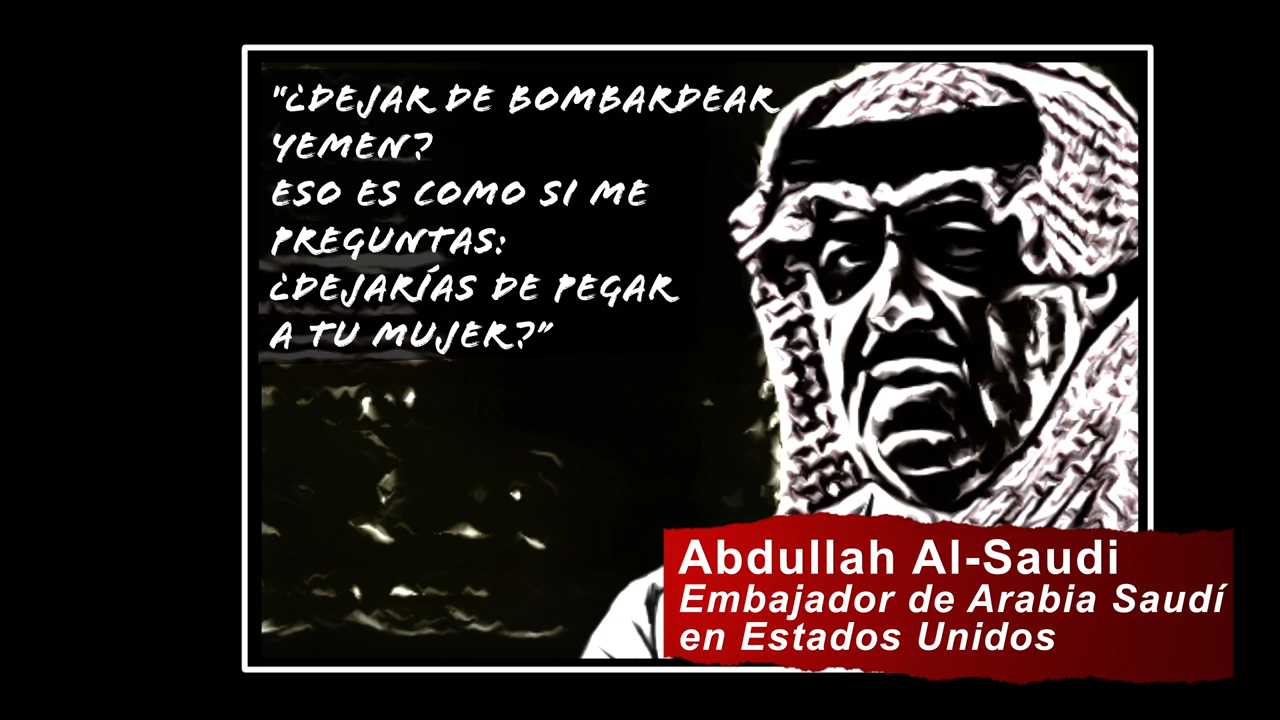 "¿DEJAR DE BOMBARDEAR
YEMEN?
ESO ES COMO SI ME
PREGUNTAS:
¿DEJARÍAS DE PEGAR
A TU MUJER?"
Abdullah Al-Saudi
Embajador de Arabia Saudí
en Estados Unidos